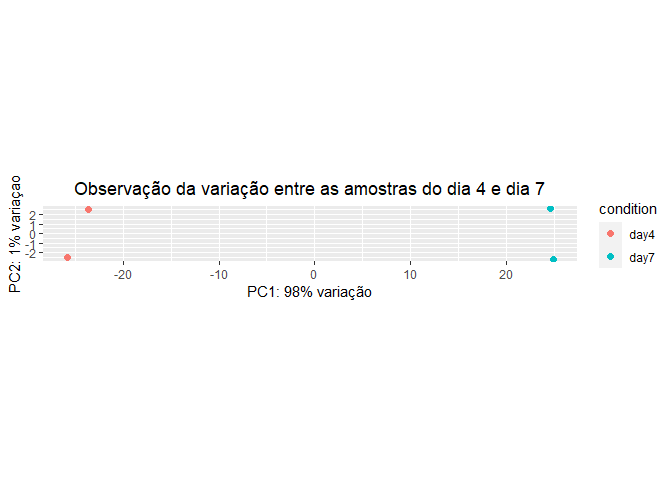 Observação da variação entre as amostras do dia 4 e dia 7
PC2: 1% variaçao
2
1
0
-1
-2
-20
-10
0
10
20
PC1: 98% variação
condition
day4
day7